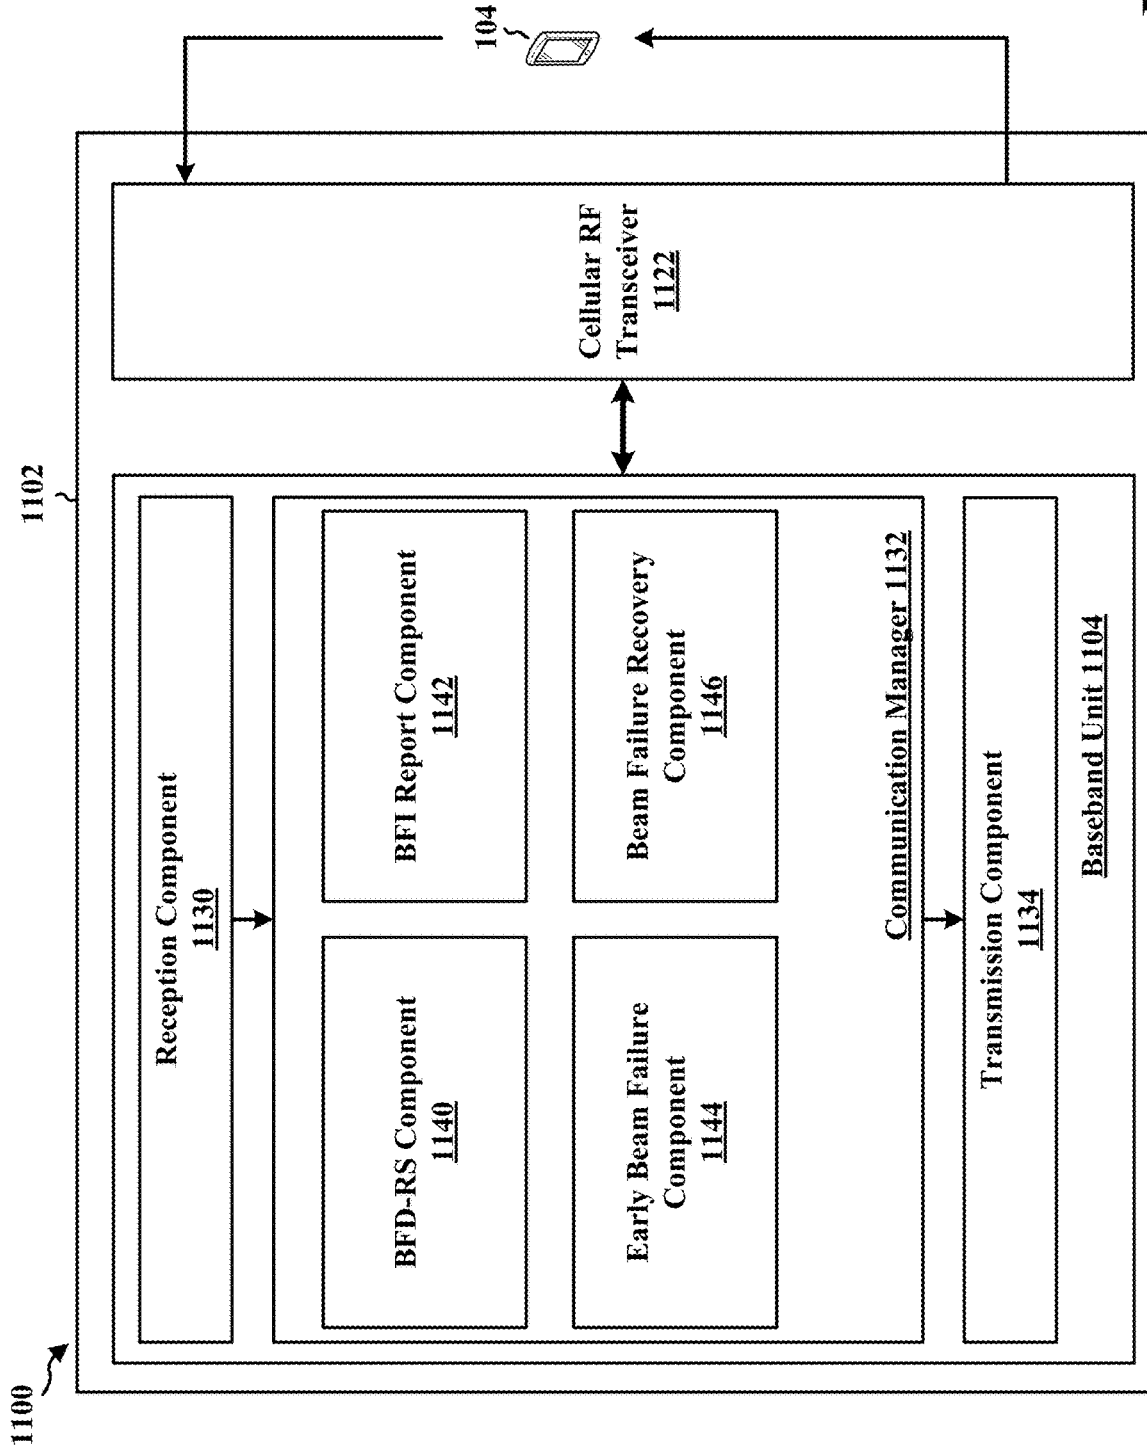 1100
1102
104
Reception Component
1130
BFD-RS Component
1140
BFI Report Component
1142
Early Beam Failure
Component
1144
Beam Failure Recovery
Component
1146
Communication Manager 1132
Transmission Component
1134
Baseband Unit 1104
Cellular RF
Transceiver
1122